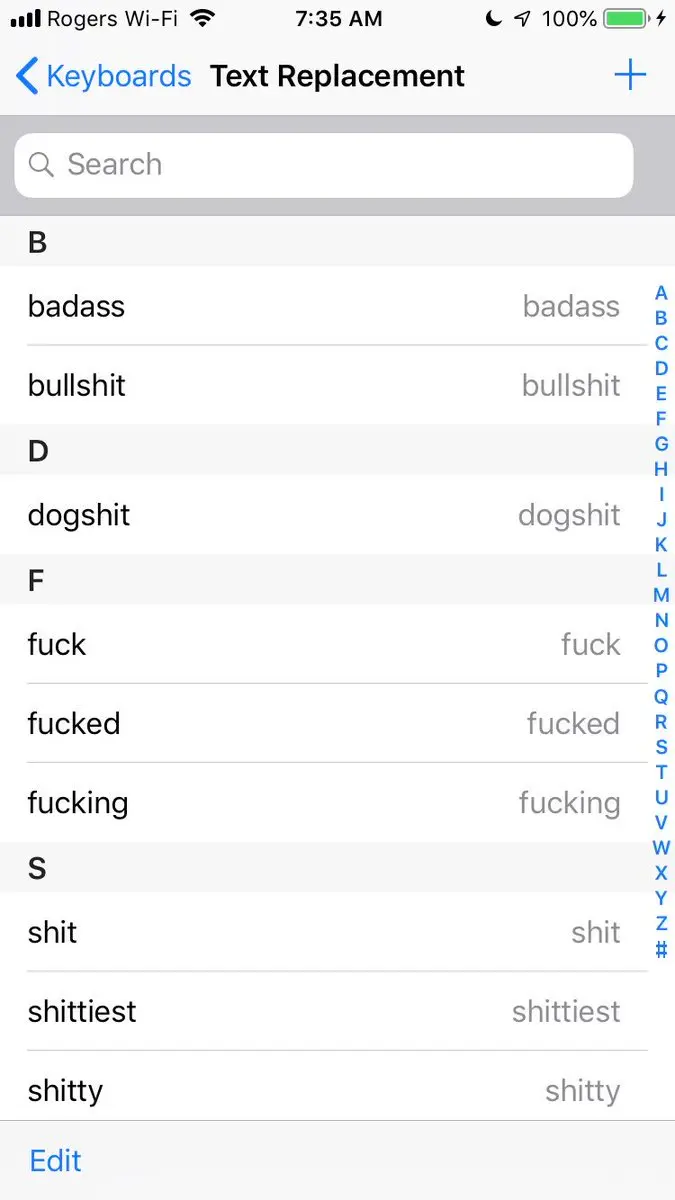 Rogers Wi-Fi 7:35 AM 100%
Keyboards Text Replacement +
Search
B
badass badass
bullshit bullshit
D
dogshit dogshit
F
fuck fuck
fucked fucked
fucking fucking
S
shit shit
shittiest shittiest
shitty shitty
Edit
A
B
C
D
E
F
G
H
I
J
K
L
M
N
O
P
Q
R
S
T
U
V
W
X
Y
Z
#